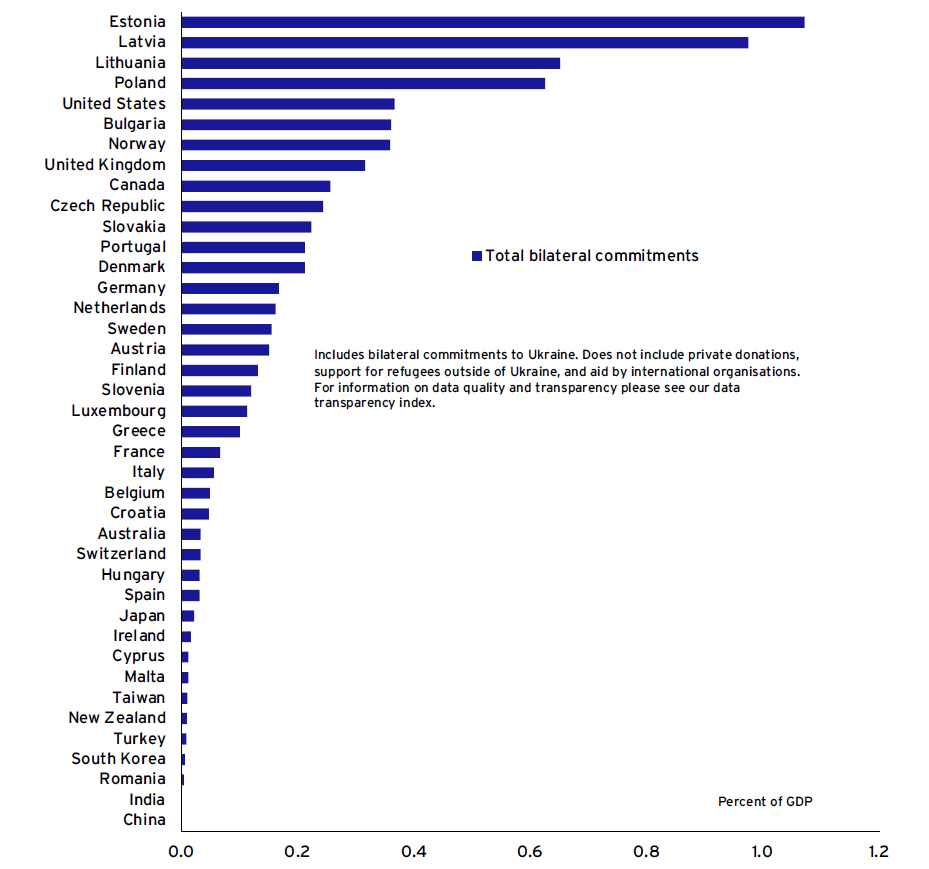 Estonia
Latvia
Lithuania
Poland
United States
Bulgaria
Norway
United Kingdom
Canada
Czech Republic
Slovakia
Portugal
Denmark
Germany
Netherlands
Sweden
Austria
Finland
Slovenia
Luxembourg
Greece
France
Italy
Belgium
Croatia
Australia
Switzerland
Hungary
Spain
Japan
Ireland
Cyprus
Malta
Taiwan
New Zealand
Turkey
South Korea
Romania
India
China
Total bilateral commitments
Includes bilateral commitments to Ukraine. Does not include private donations,
support for refugees outside of Ukraine, and aid by international organisations.
For information on data quality and transparency please see our data
transparency index.
Percent of GDP
0.0 0.2 0.4 0.6 0.8 1.0 1.2